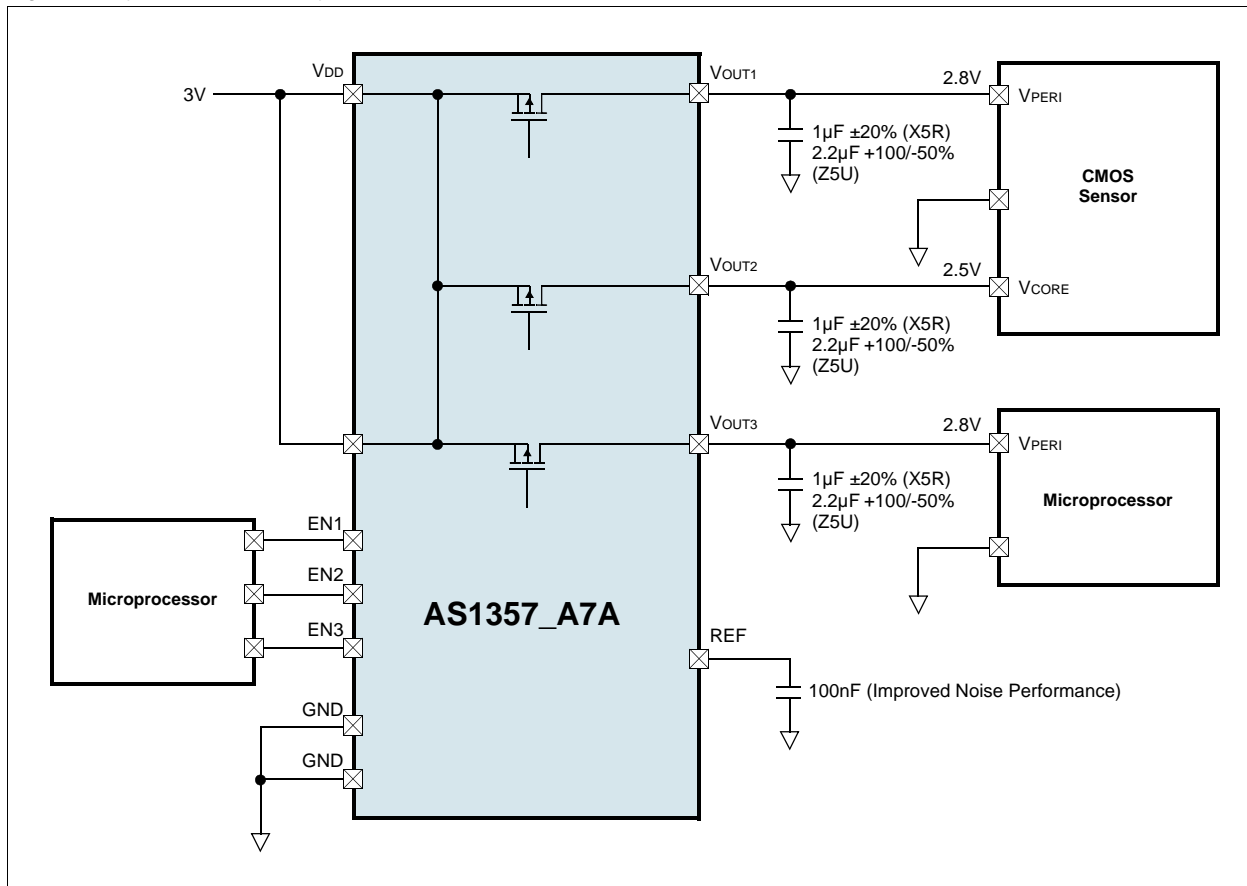 VDD
VOUT1
3V
2.8V
VPERI
1µF ±20% (X5R)
2.2µF +100/-50%
(Z5U)
CMOS
Sensor
VOUT2
2.5V
VCORE
1µF ±20% (X5R)
2.2µF +100/-50%
(Z5U)
VOUT3
2.8V
VPERI
1µF ±20% (X5R)
2.2µF +100/-50%
(Z5U)
Microprocessor
Microprocessor
EN1
EN2
EN3
AS1357_A7A
REF
100nF (Improved Noise Performance)
GND
GND